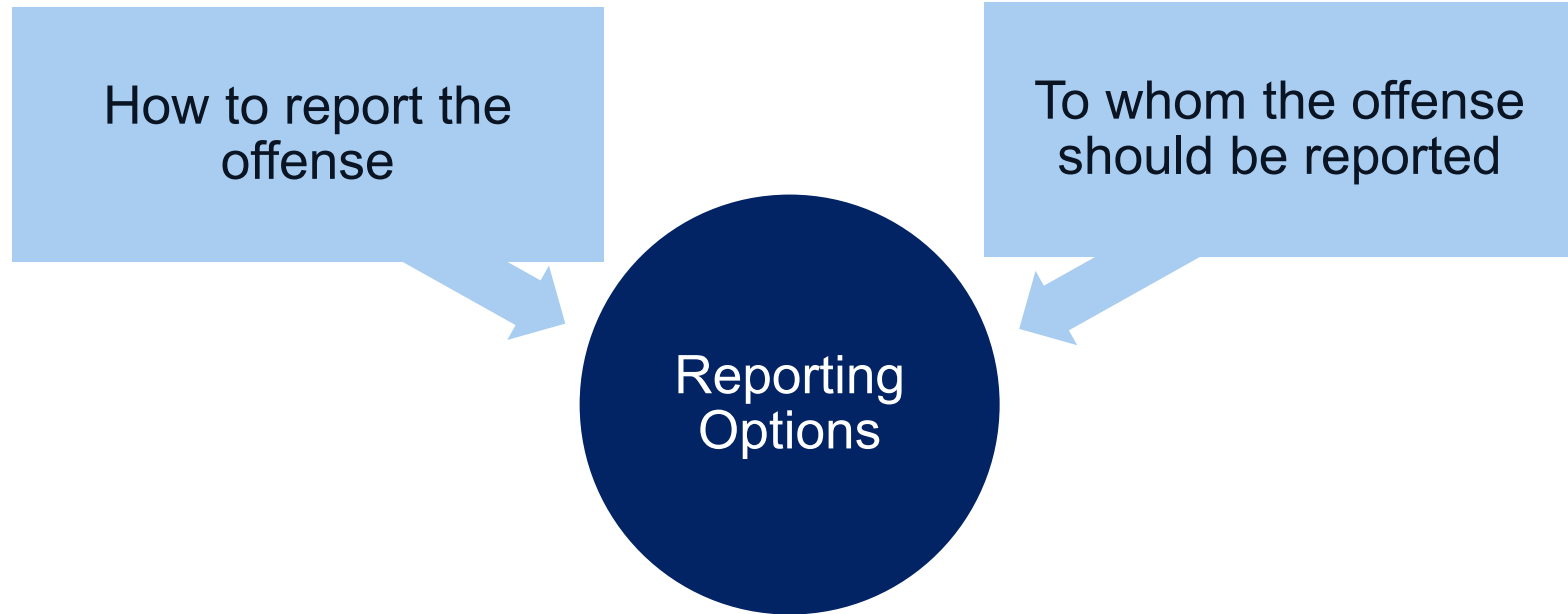 How to report the
offense
To whom the offense
should be reported
Reporting
Options